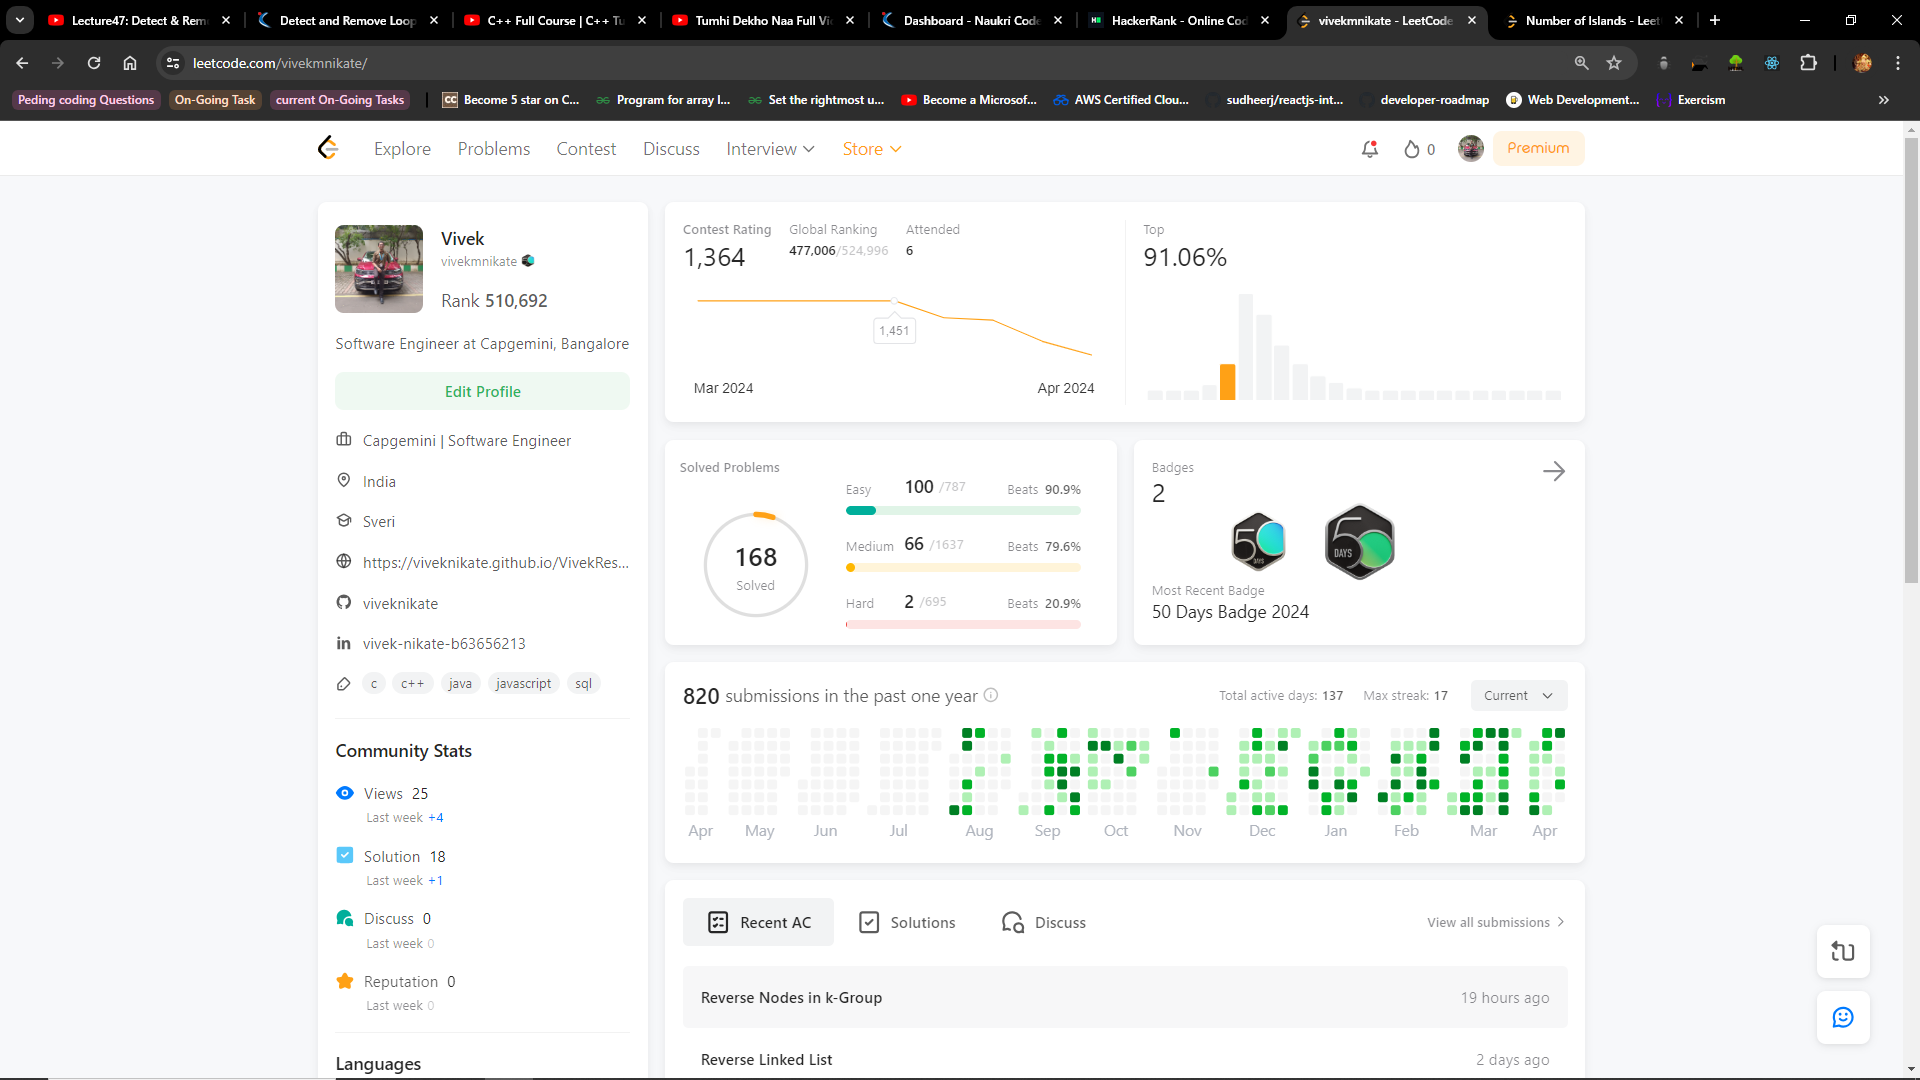 Lecture47: Detect & Rem
Detect and Remove Loop
C++ Full Course | C++ Tu
Tumhi Dekho Naa Full Vi
Dashboard - Naukri Code
HackerRank - Online Cod
vivekmnikate - LeetCode
Number of Islands - Leet
leetcode.com/vivekmnikate/
Peding coding Questions
On-Going Task
current On-Going Tasks
Become 5 star on C...
Program for array l...
Set the rightmost u...
Become a Microsof...
AWS Certified Clou...
sudheerj/reactjs-int...
developer-roadmap
Web Development...
Exercism
Explore
Problems
Contest
Discuss
Interview
Store
0
Premium
Vivek
vivekmnikate
Rank 510,692
Software Engineer at Capgemini, Bangalore
Edit Profile
Capgemini | Software Engineer
India
Sveri
https://viveknikate.github.io/VivekRes...
viveknikate
vivek-nikate-b63656213
c c++ java javascript sql
Community Stats
Views 25
Last week +4
Solution 18
Last week +1
Discuss 0
Last week 0
Reputation 0
Last week 0
Languages
Contest Rating
1,364
Global Ranking
477,006/524,996
Attended
6
1,451
Mar 2024
Apr 2024
Top
91.06%
Solved Problems
168
Solved
Easy 100 /787 Beats 90.9%
Medium 66 /1637 Beats 79.6%
Hard 2 /695 Beats 20.9%
Badges
2
50 DAYS
50 DAYS
Most Recent Badge
50 Days Badge 2024
820 submissions in the past one year
Total active days: 137
Max streak: 17
Current
Apr May Jun Jul Aug Sep Oct Nov Dec Jan Feb Mar Apr
Recent AC
Solutions
Discuss
View all submissions
Reverse Nodes in k-Group 19 hours ago
Reverse Linked List 2 days ago